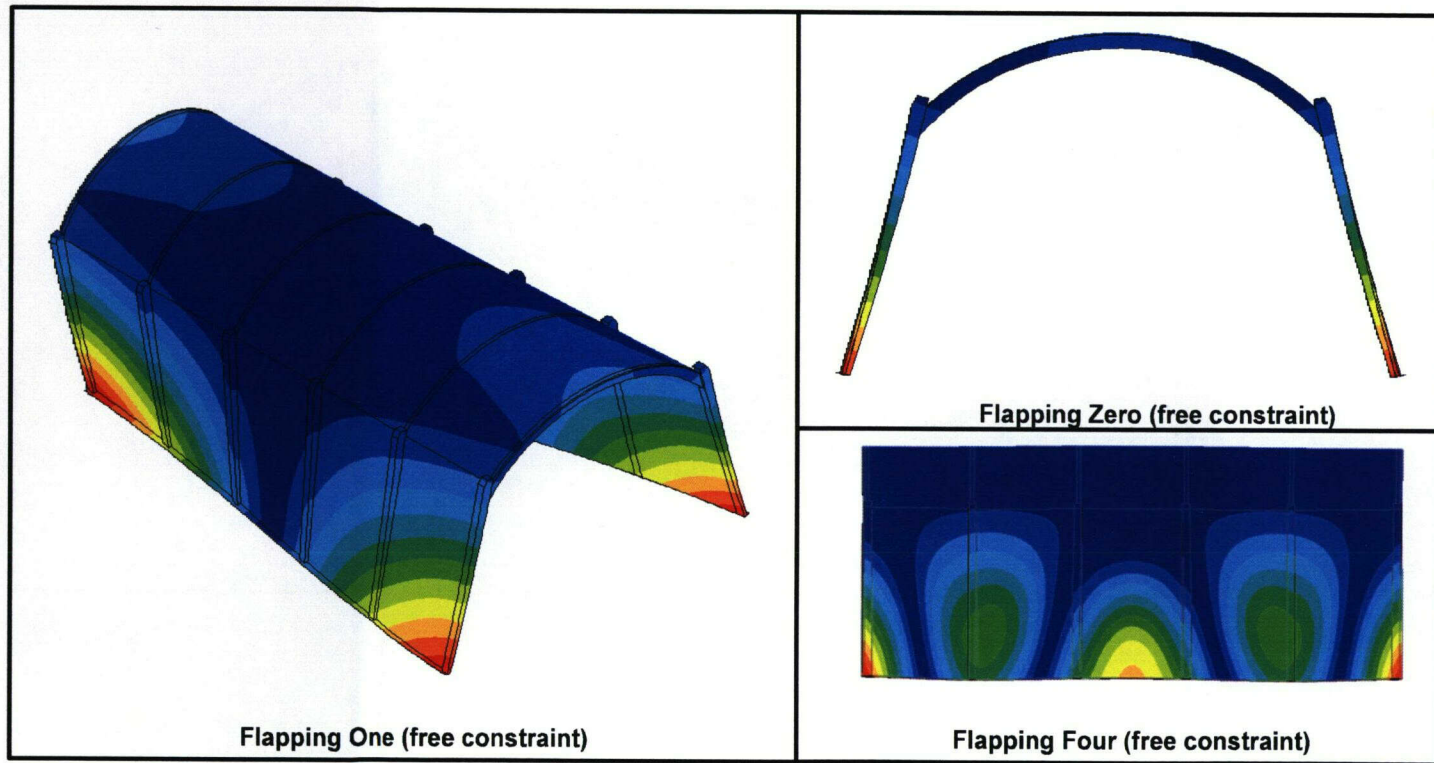 Flapping One (free constraint)
Flapping Zero (free constraint)
Flapping Four (free constraint)